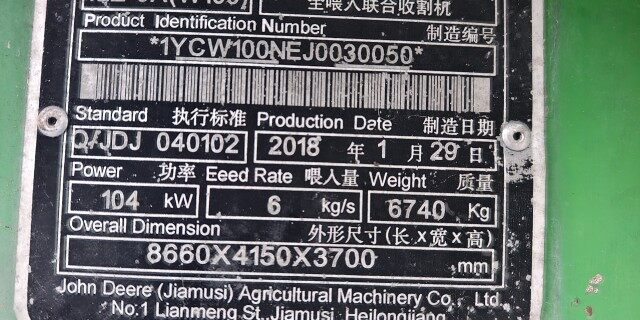 全喂入联合收割机
Product Identification Number 制造编号
*1YCW100NEJ0030050*
Standard 执行标准 Production Date 制造日期
Q/JDJ 040102 2018 年 1 月 29 日
Power 功率 Eeed Rate 喂入量 Weight 质量
104 kW 6 kg/s 6740 Kg
Overall Dimension 外形尺寸(长x宽x高)
8660X4150X3700 mm
John Deere (Jiamusi) Agricultural Machinery Co., Ltd.
No.1 Lianmeng St., Jiamusi, Heilongjiang